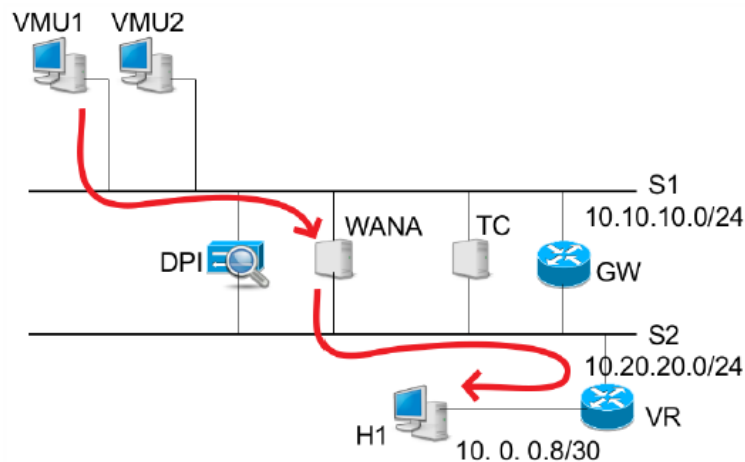 VMU1 VMU2
S1
10.10.10.0/24
WANA TC
DPI
GW
S2
10.20.20.0/24
VR
H1
10. 0. 0.8/30